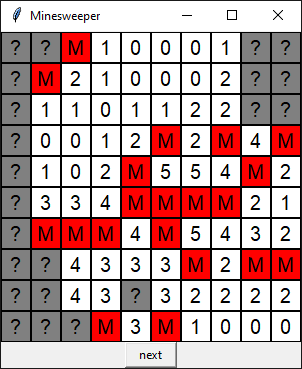 Minesweeper
? ? M 1 0 0 0 1 ? ?
? M 2 1 0 0 0 2 ? ?
? 1 1 0 1 1 2 2 ? ?
? 0 0 1 2 M 2 M 4 M
? 1 0 2 M 5 5 4 M 2
? 3 3 4 M M M M 2 1
? M M M 4 M 5 4 3 2
? ? 4 3 3 3 M 2 M M
? ? 4 3 ? 3 2 2 2 2
? ? ? M 3 M 1 0 0 0
next